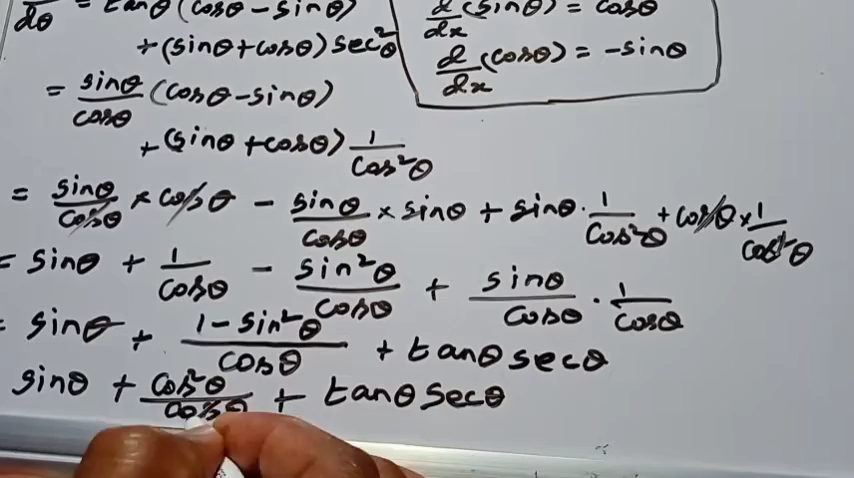 dθ = tanθ(cosθ - sinθ)
+(sinθ+cosθ) sec²θ
d/dx (sinθ) = cosθ
d/dx (cosθ) = -sinθ
= sinθ/cosθ (cosθ-sinθ)
+ (sinθ+cosθ) 1/cos²θ
= sinθ/cosθ × cosθ - sinθ/cosθ × sinθ + sinθ · 1/cos²θ + cosθ × 1/cos²θ
= sinθ + 1/cosθ - sin²θ/cosθ + sinθ/cosθ · 1/cosθ
= sinθ + 1-sin²θ/cosθ + tanθ secθ
sinθ + cos²θ/cosθ + tanθ secθ